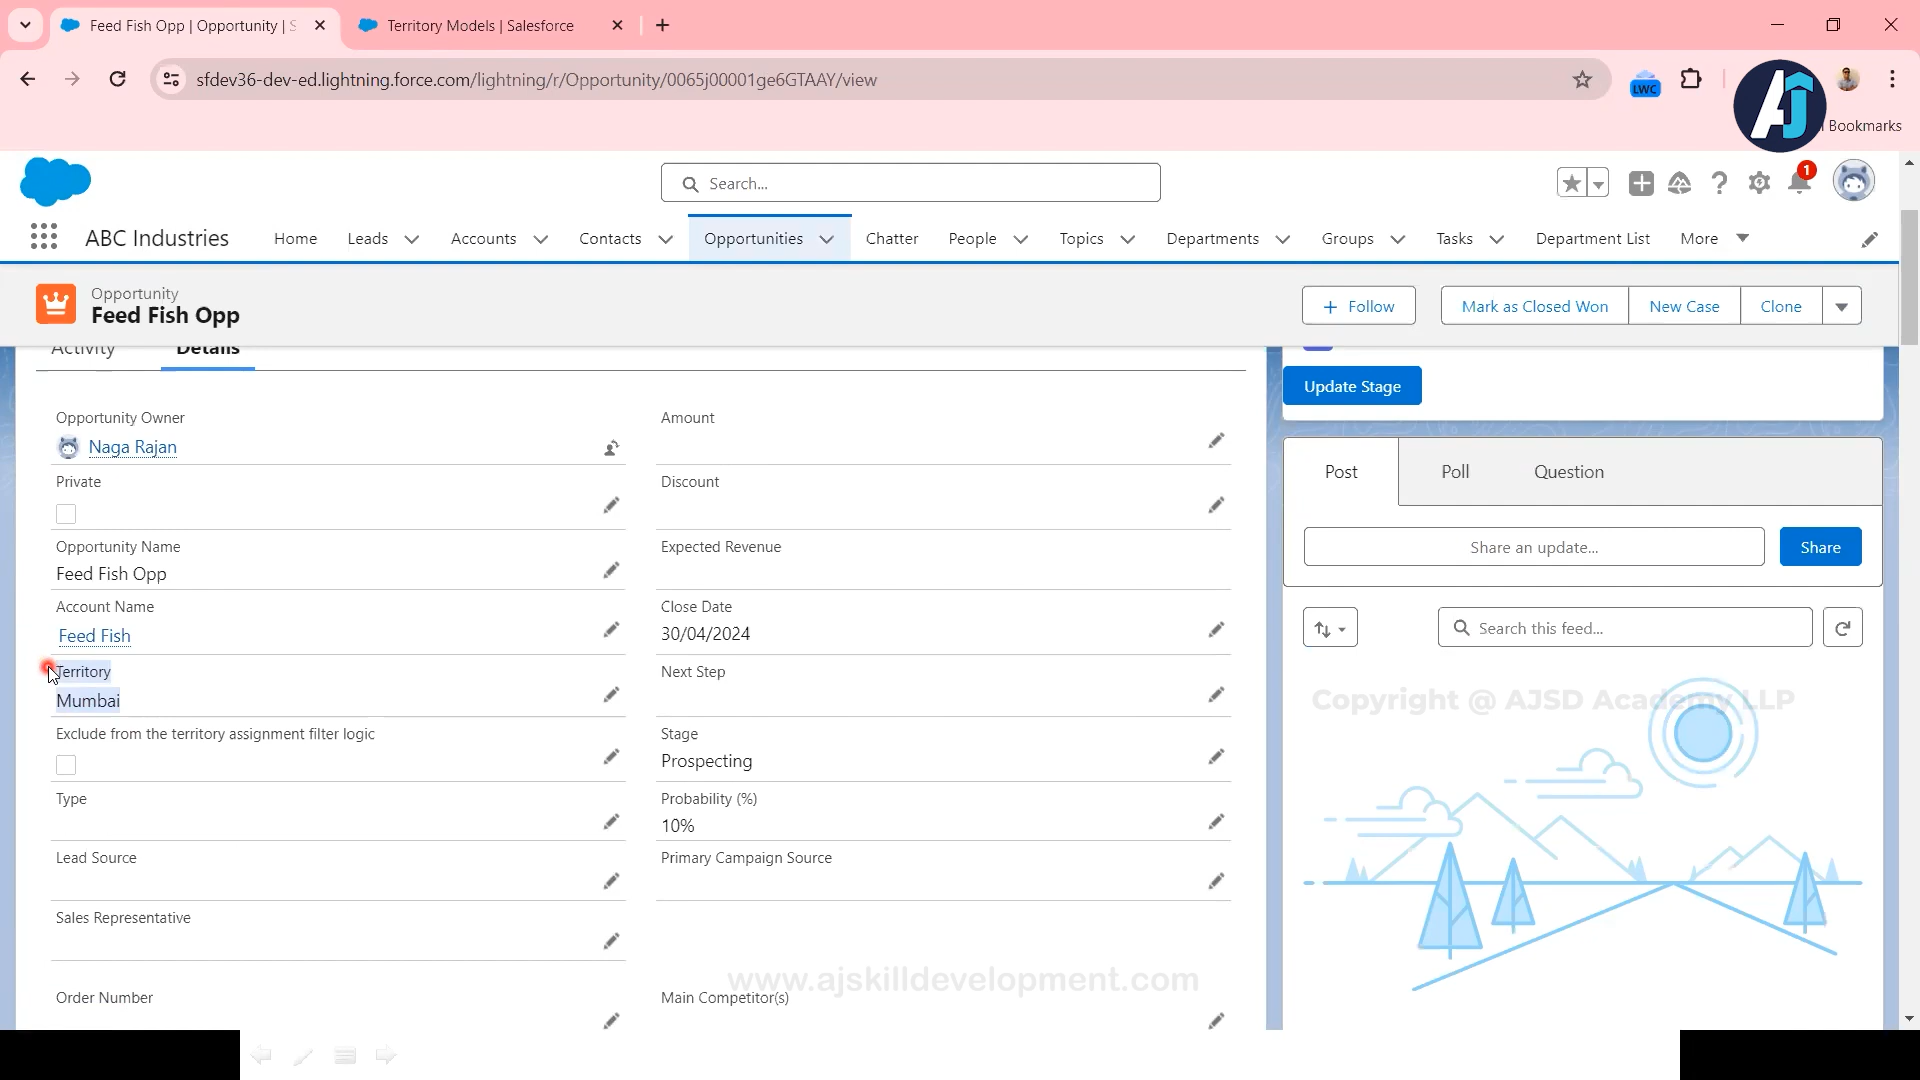 Feed Fish Opp | Opportunity | S
Territory Models | Salesforce
sfdev36-dev-ed.lightning.force.com/lightning/r/Opportunity/0065j00001ge6GTAAY/view
LWC
AJ
Bookmarks
Search...
1
ABC Industries
Home
Leads
Accounts
Contacts
Opportunities
Chatter
People
Topics
Departments
Groups
Tasks
Department List
More
Opportunity
Feed Fish Opp
Follow
Mark as Closed Won
New Case
Clone
Activity
Details
Update Stage
Opportunity Owner
Naga Rajan
Amount
Private
Discount
Opportunity Name
Feed Fish Opp
Expected Revenue
Account Name
Feed Fish
Close Date
30/04/2024
Territory
Mumbai
Next Step
Exclude from the territory assignment filter logic
Stage
Prospecting
Type
Probability (%)
10%
Lead Source
Primary Campaign Source
Sales Representative
Order Number
Main Competitor(s)
Post
Poll
Question
Share an update...
Share
Search this feed...
Copyright @ AJSD Academy LLP
www.ajskilldevelopment.com